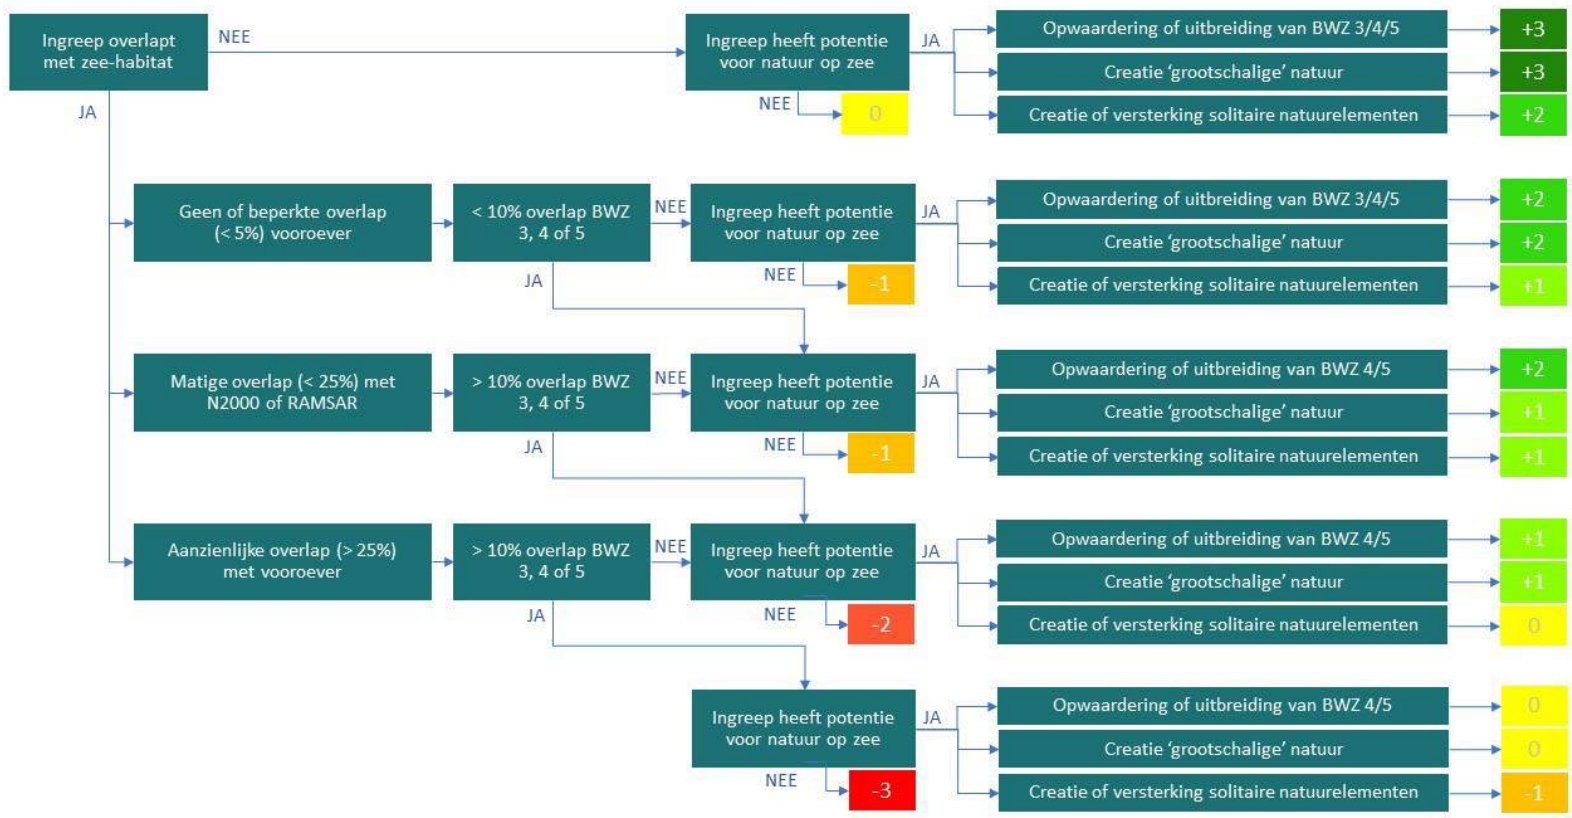 Ingreep overlapt
met zee-habitat
NEE
JA
Ingreep heeft potentie
voor natuur op zee
JA
NEE
0
Opwaardering of uitbreiding van BWZ 3/4/5
+3
Creatie ‘grootschalige’ natuur
+3
Creatie of versterking solitaire natuurelementen
+2
Geen of beperkte overlap
(< 5%) vooroever
< 10% overlap BWZ
3, 4 of 5
NEE
JA
Ingreep heeft potentie
voor natuur op zee
JA
NEE
-1
Opwaardering of uitbreiding van BWZ 3/4/5
+2
Creatie ‘grootschalige’ natuur
+2
Creatie of versterking solitaire natuurelementen
+1
Matige overlap (< 25%) met
N2000 of RAMSAR
> 10% overlap BWZ
3, 4 of 5
NEE
JA
Ingreep heeft potentie
voor natuur op zee
JA
NEE
-1
Opwaardering of uitbreiding van BWZ 4/5
+2
Creatie ‘grootschalige’ natuur
+1
Creatie of versterking solitaire natuurelementen
+1
Aanzienlijke overlap (> 25%)
met vooroever
> 10% overlap BWZ
3, 4 of 5
NEE
JA
Ingreep heeft potentie
voor natuur op zee
JA
NEE
-2
Opwaardering of uitbreiding van BWZ 4/5
+1
Creatie ‘grootschalige’ natuur
+1
Creatie of versterking solitaire natuurelementen
0
Ingreep heeft potentie
voor natuur op zee
JA
NEE
-3
Opwaardering of uitbreiding van BWZ 4/5
0
Creatie ‘grootschalige’ natuur
0
Creatie of versterking solitaire natuurelementen
-1